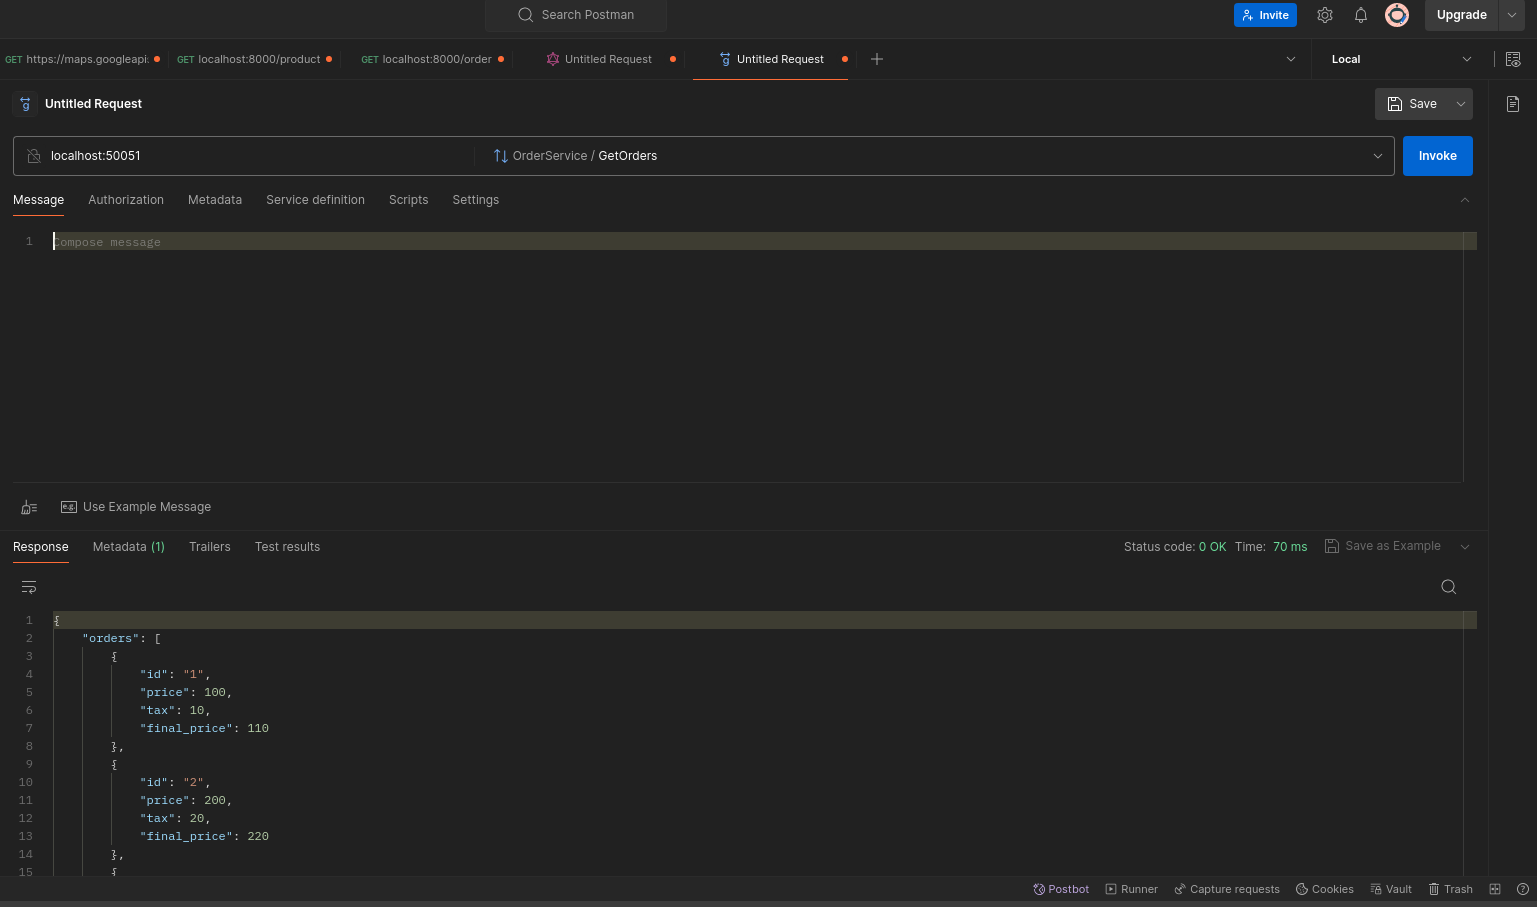 Search Postman
Invite
Upgrade
GET https://maps.googleapi.
GET localhost:8000/product
GET localhost:8000/order
Untitled Request
Untitled Request
Local
Untitled Request
Save
localhost:50051
OrderService / GetOrders
Invoke
Message Authorization Metadata Service definition Scripts Settings
1 Compose message
e.g. Use Example Message
Response Metadata (1) Trailers Test results
Status code: 0 OK Time: 70 ms Save as Example
1 {
2 "orders": [
3 {
4 "id": "1",
5 "price": 100,
6 "tax": 10,
7 "final_price": 110
8 },
9 {
10 "id": "2",
11 "price": 200,
12 "tax": 20,
13 "final_price": 220
14 },
15 {
Postbot Runner Capture requests Cookies Vault Trash